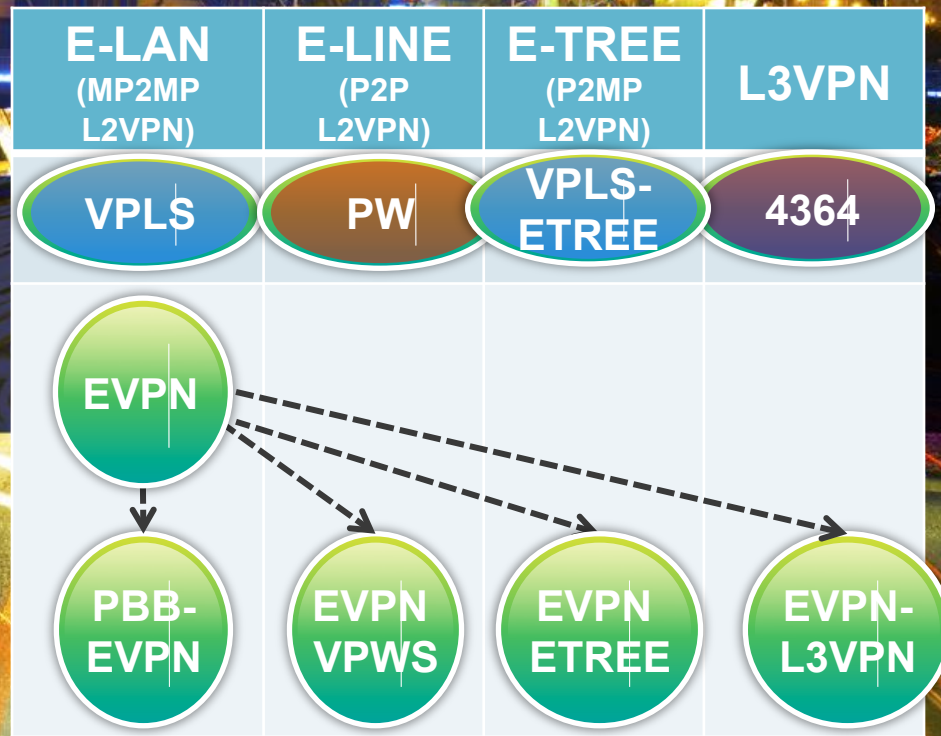 E-LAN
(MP2MP
L2VPN)
E-LINE
(P2P
L2VPN)
E-TREE
(P2MP
L2VPN)
L3VPN
VPLS
PW
VPLS-
ETREE
4364
EVPN
PBB-
EVPN
EVPN
VPWS
EVPN
ETREE
EVPN-
L3VPN